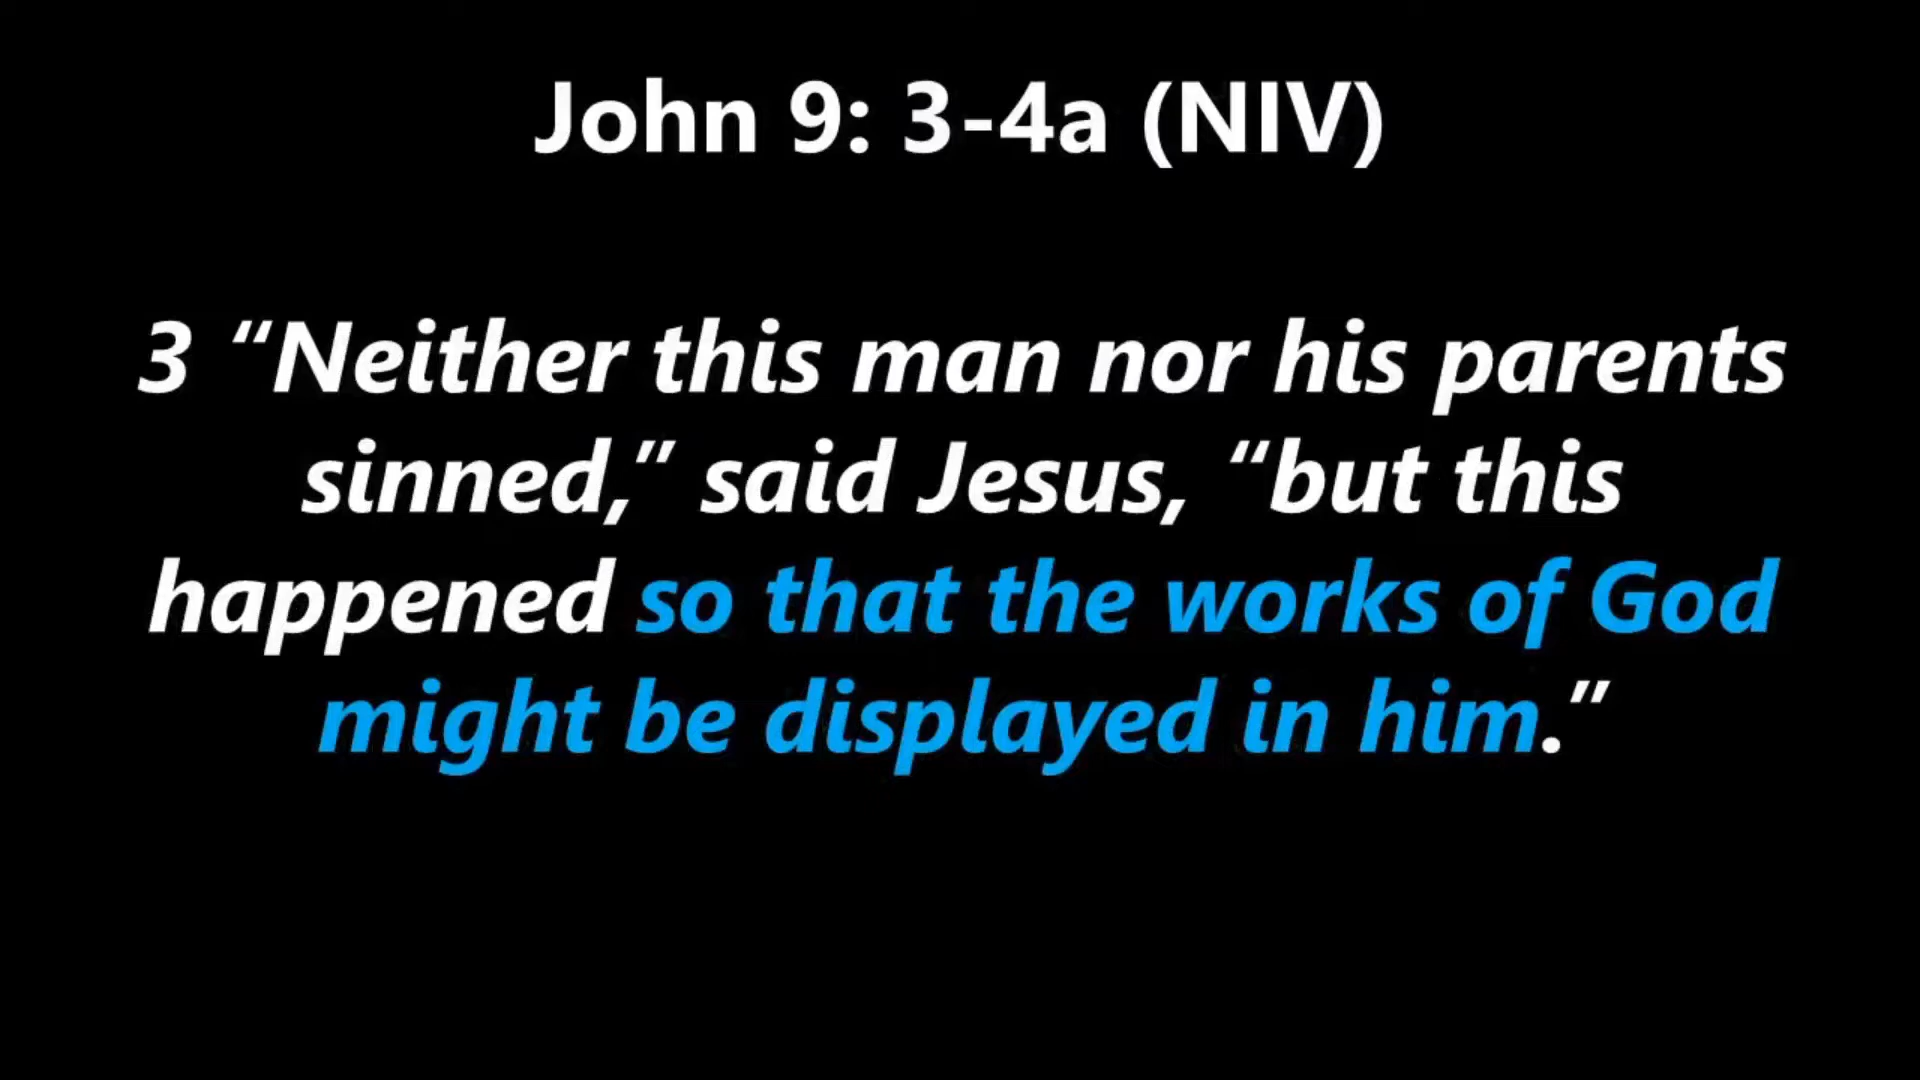 John 9: 3-4a (NIV)
3 “Neither this man nor his parents
sinned,” said Jesus, “but this
happened so that the works of God
might be displayed in him.”